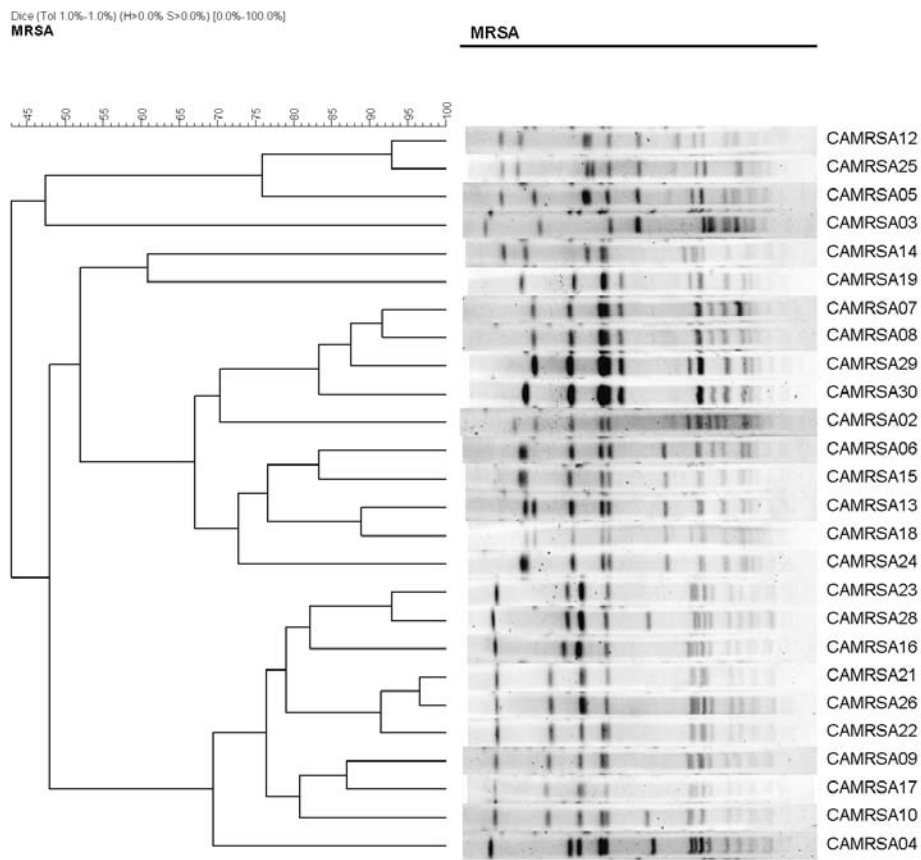 Dice (Tol 1.0%-1.0%) (H>0.0% S>0.0%) [0.0%-100.0%]
MRSA
MRSA
45 50 55 60 65 70 75 80 85 90 95 100
CAMRSA12
CAMRSA25
CAMRSA05
CAMRSA03
CAMRSA14
CAMRSA19
CAMRSA07
CAMRSA08
CAMRSA29
CAMRSA30
CAMRSA02
CAMRSA06
CAMRSA15
CAMRSA13
CAMRSA18
CAMRSA24
CAMRSA23
CAMRSA28
CAMRSA16
CAMRSA21
CAMRSA26
CAMRSA22
CAMRSA09
CAMRSA17
CAMRSA10
CAMRSA04